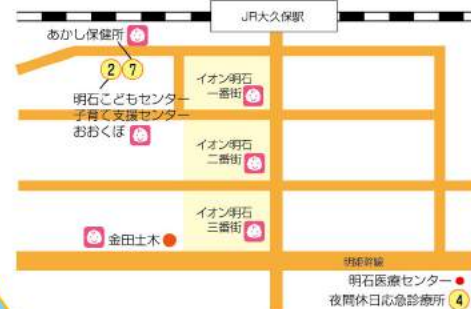 JR大久保駅
あかし保健所
2 7
明石こどもセンター
子育て支援センター
おおくぼ
イオン明石
一番街
イオン明石
二番街
イオン明石
三番街
金田土木
明姫幹線
明石医療センター
夜間休日応急診療所 4